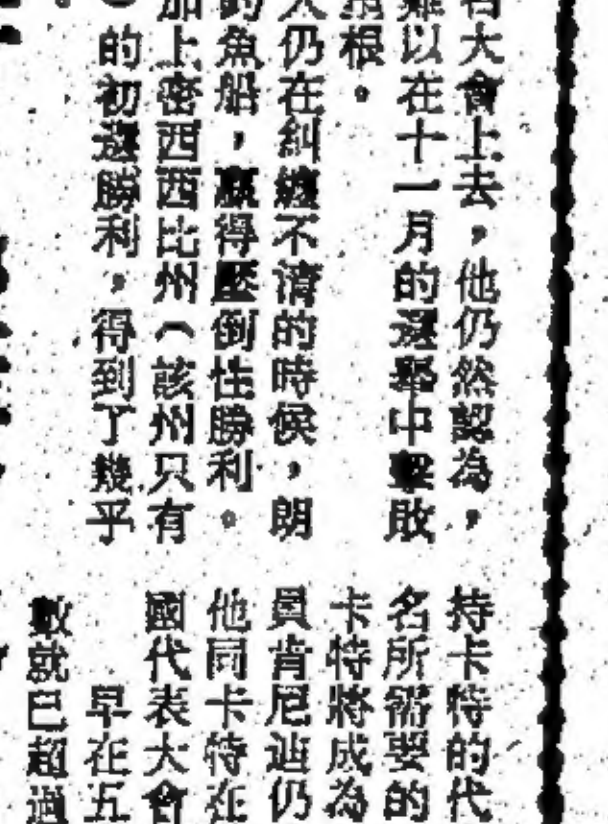 名大會上去，他仍然認為，
難以在十一月的選舉中擊敗
根。
人仍在糾纏不清的時候，朗
釣魚船，贏得壓倒性勝利。
加上密西西比州（該州只有
的初選勝利，得到了幾乎
持卡特的代
名所需要的
卡特將成為
員肯尼迪仍
他同卡特在
國代表大會
早在五
數就已超過